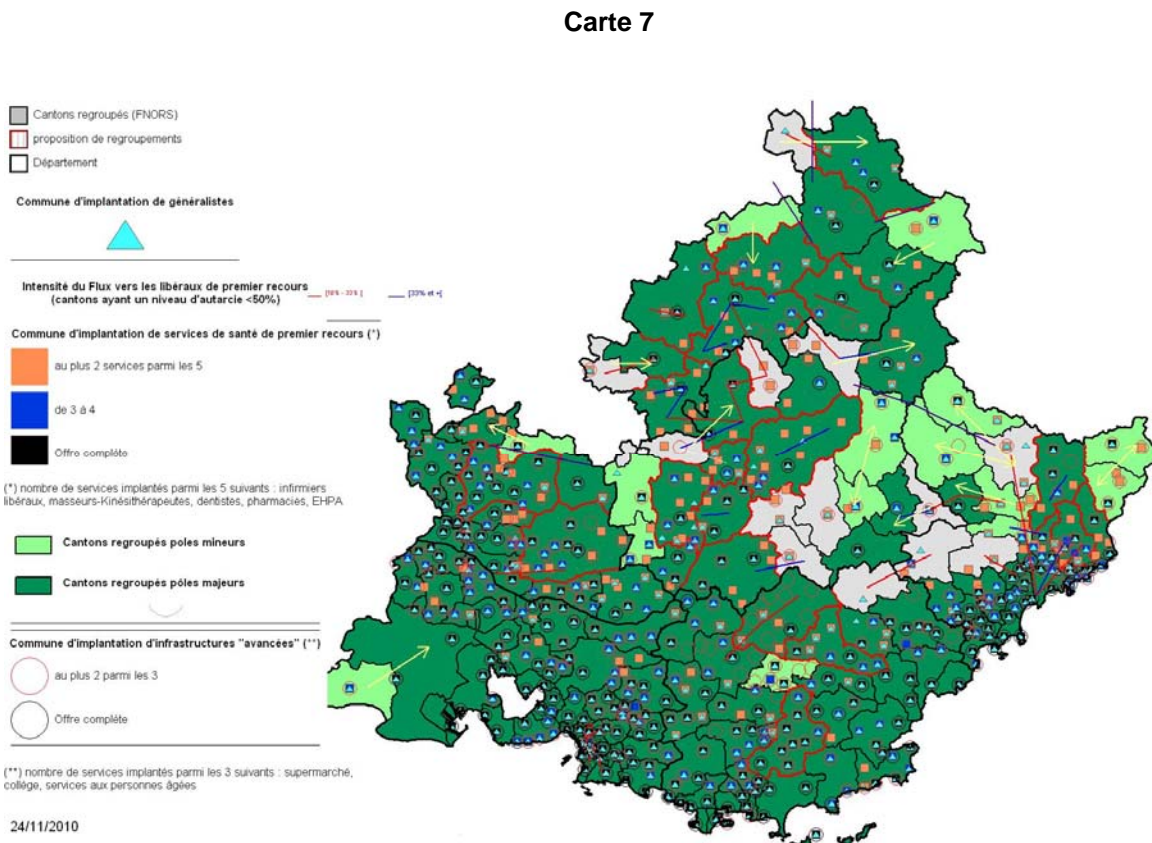 Carte 7
Cantons regroupés (FNORS)
proposition de regroupements
Département
Commune d'implantation de généralistes
Intensité du Flux vers les libéraux de premier recours
(cantons ayant un niveau d'autarcie <50%)
[33% et +[
Commune d'implantation de services de santé de premier recours (*)
au plus 2 services parmi les 5
de 3 à 4
Offre complète
(*) nombre de services implantés parmi les 5 suivants : infirmiers
libéraux, masseurs-Kinésithérapeutes, dentistes, pharmacies, EHPA
Cantons regroupés poles mineurs
Cantons regroupés pôles majeurs
Commune d'implantation d'infrastructures "avancées" (**)
au plus 2 parmi les 3
Offre complète
(**) nombre de services implantés parmi les 3 suivants : supermarché,
collège, services aux personnes âgées
24/11/2010